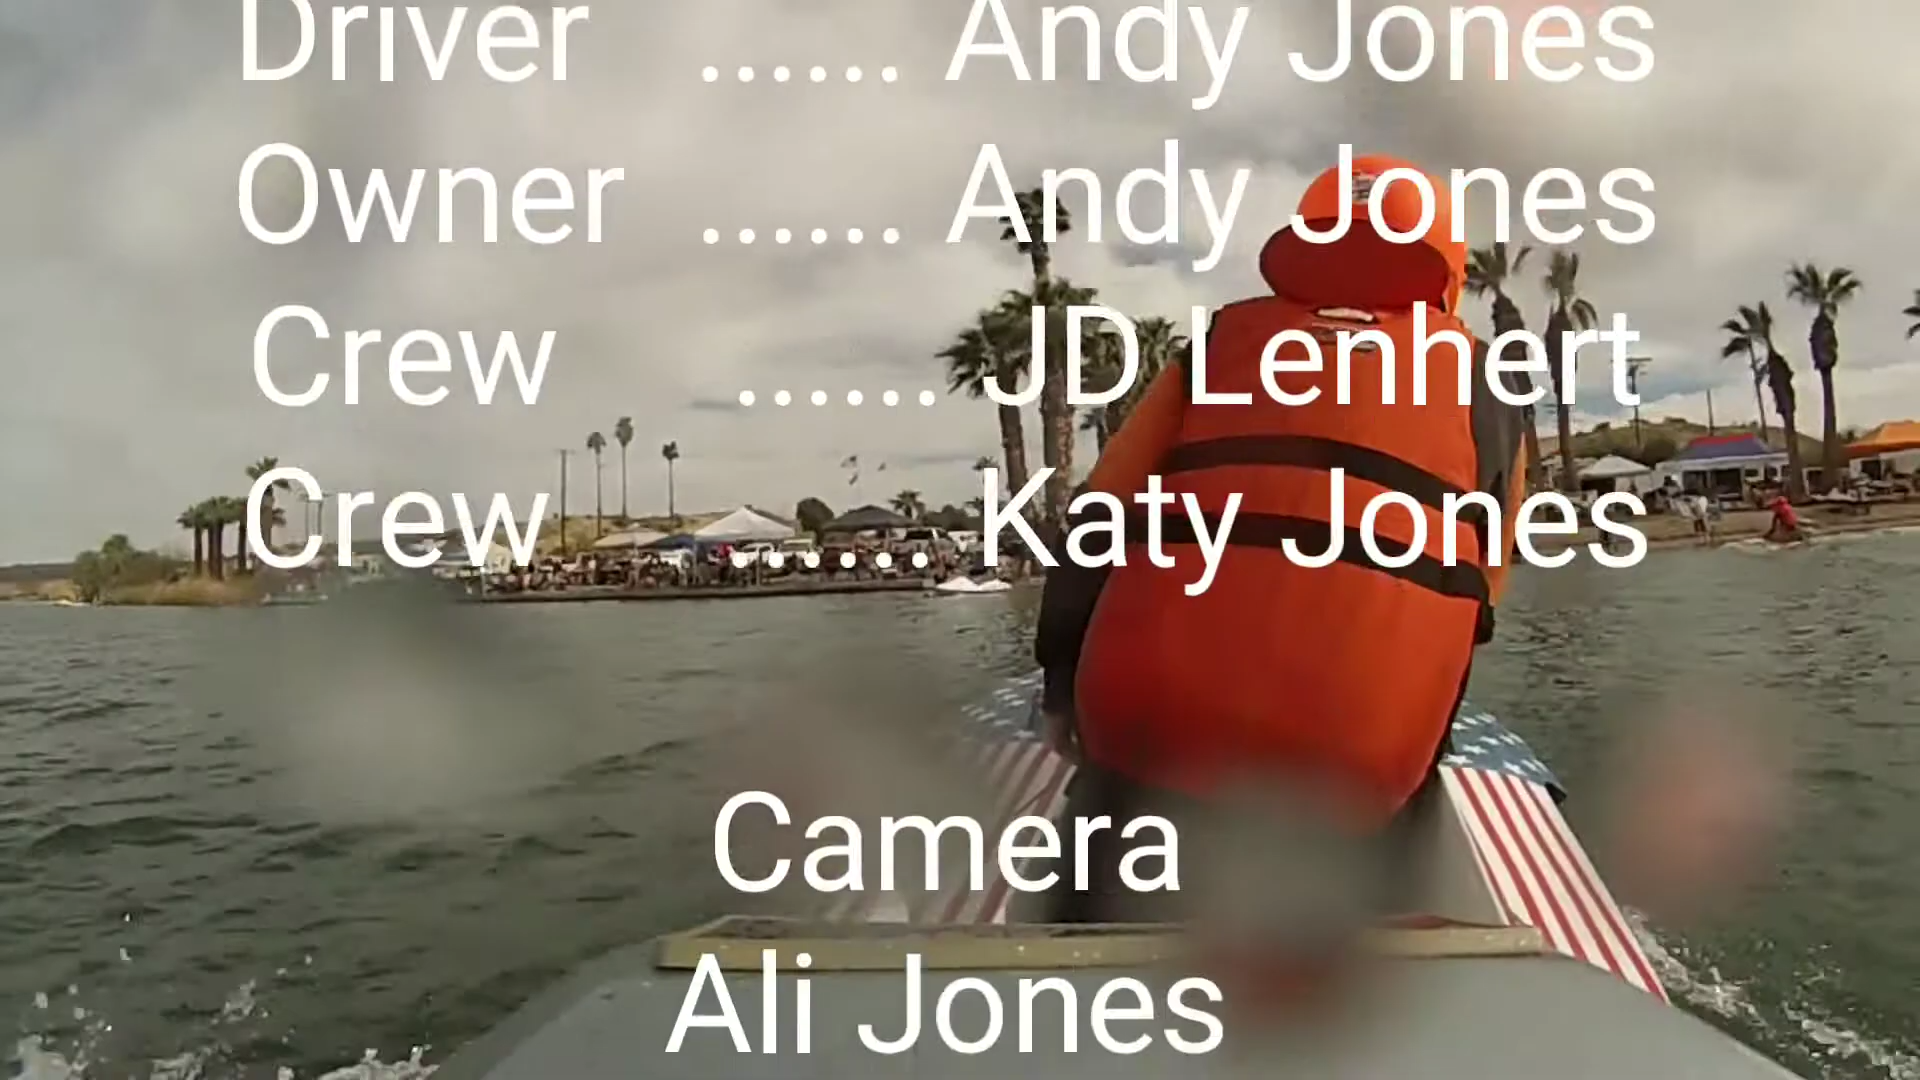 Driver ...... Andy Jones
Owner ...... Andy Jones
Crew ...... JD Lenhert
Crew ...... Katy Jones
Camera
Ali Jones